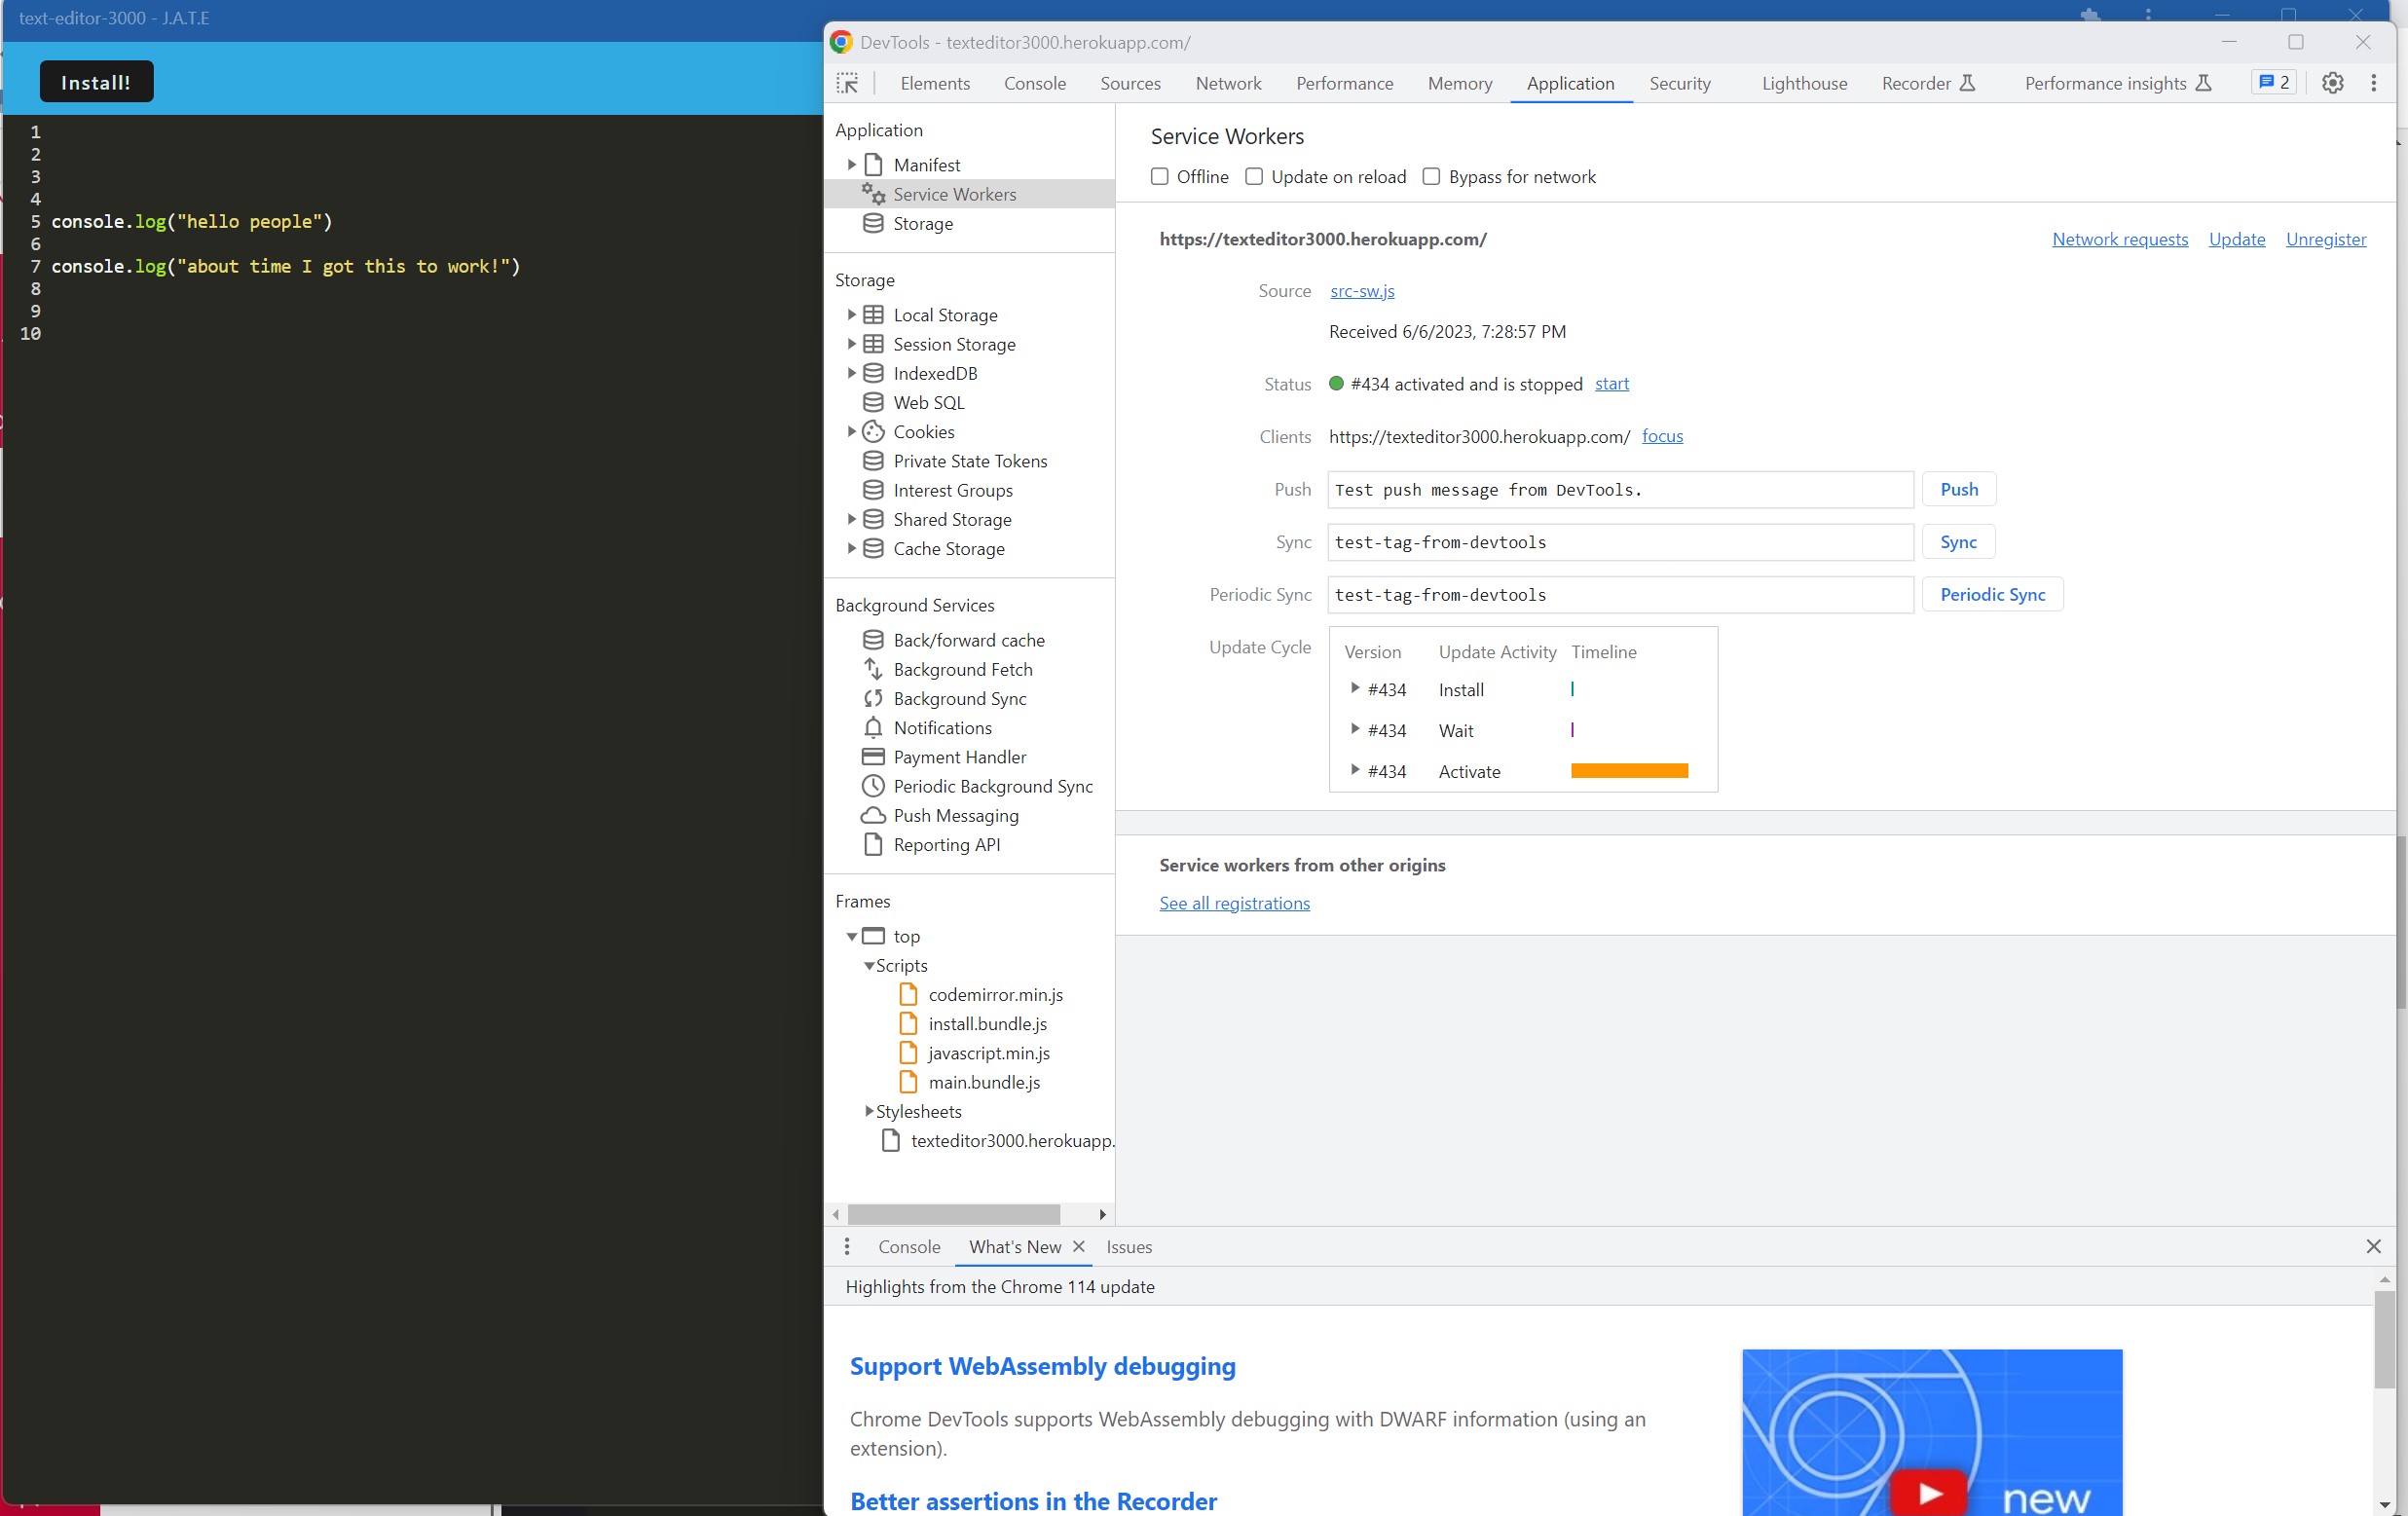 text-editor-3000 - J.A.T.E
Install!
1
2
3
4
5 console.log("hello people")
6
7 console.log("about time I got this to work!")
8
9
10
DevTools - texteditor3000.herokuapp.com/
Elements Console Sources Network Performance Memory Application Security Lighthouse Recorder Performance insights 2
Application
Manifest
Service Workers
Storage
Storage
Local Storage
Session Storage
IndexedDB
Web SQL
Cookies
Private State Tokens
Interest Groups
Shared Storage
Cache Storage
Background Services
Back/forward cache
Background Fetch
Background Sync
Notifications
Payment Handler
Periodic Background Sync
Push Messaging
Reporting API
Frames
top
Scripts
codemirror.min.js
install.bundle.js
javascript.min.js
main.bundle.js
Stylesheets
texteditor3000.herokuapp.
Service Workers
Offline Update on reload Bypass for network
https://texteditor3000.herokuapp.com/ Network requests Update Unregister
Source src-sw.js
Received 6/6/2023, 7:28:57 PM
Status #434 activated and is stopped start
Clients https://texteditor3000.herokuapp.com/ focus
Push Test push message from DevTools. Push
Sync test-tag-from-devtools Sync
Periodic Sync test-tag-from-devtools Periodic Sync
Update Cycle Version Update Activity Timeline
#434 Install
#434 Wait
#434 Activate
Service workers from other origins
See all registrations
Console What's New Issues
Highlights from the Chrome 114 update
Support WebAssembly debugging
Chrome DevTools supports WebAssembly debugging with DWARF information (using an
extension).
Better assertions in the Recorder
new